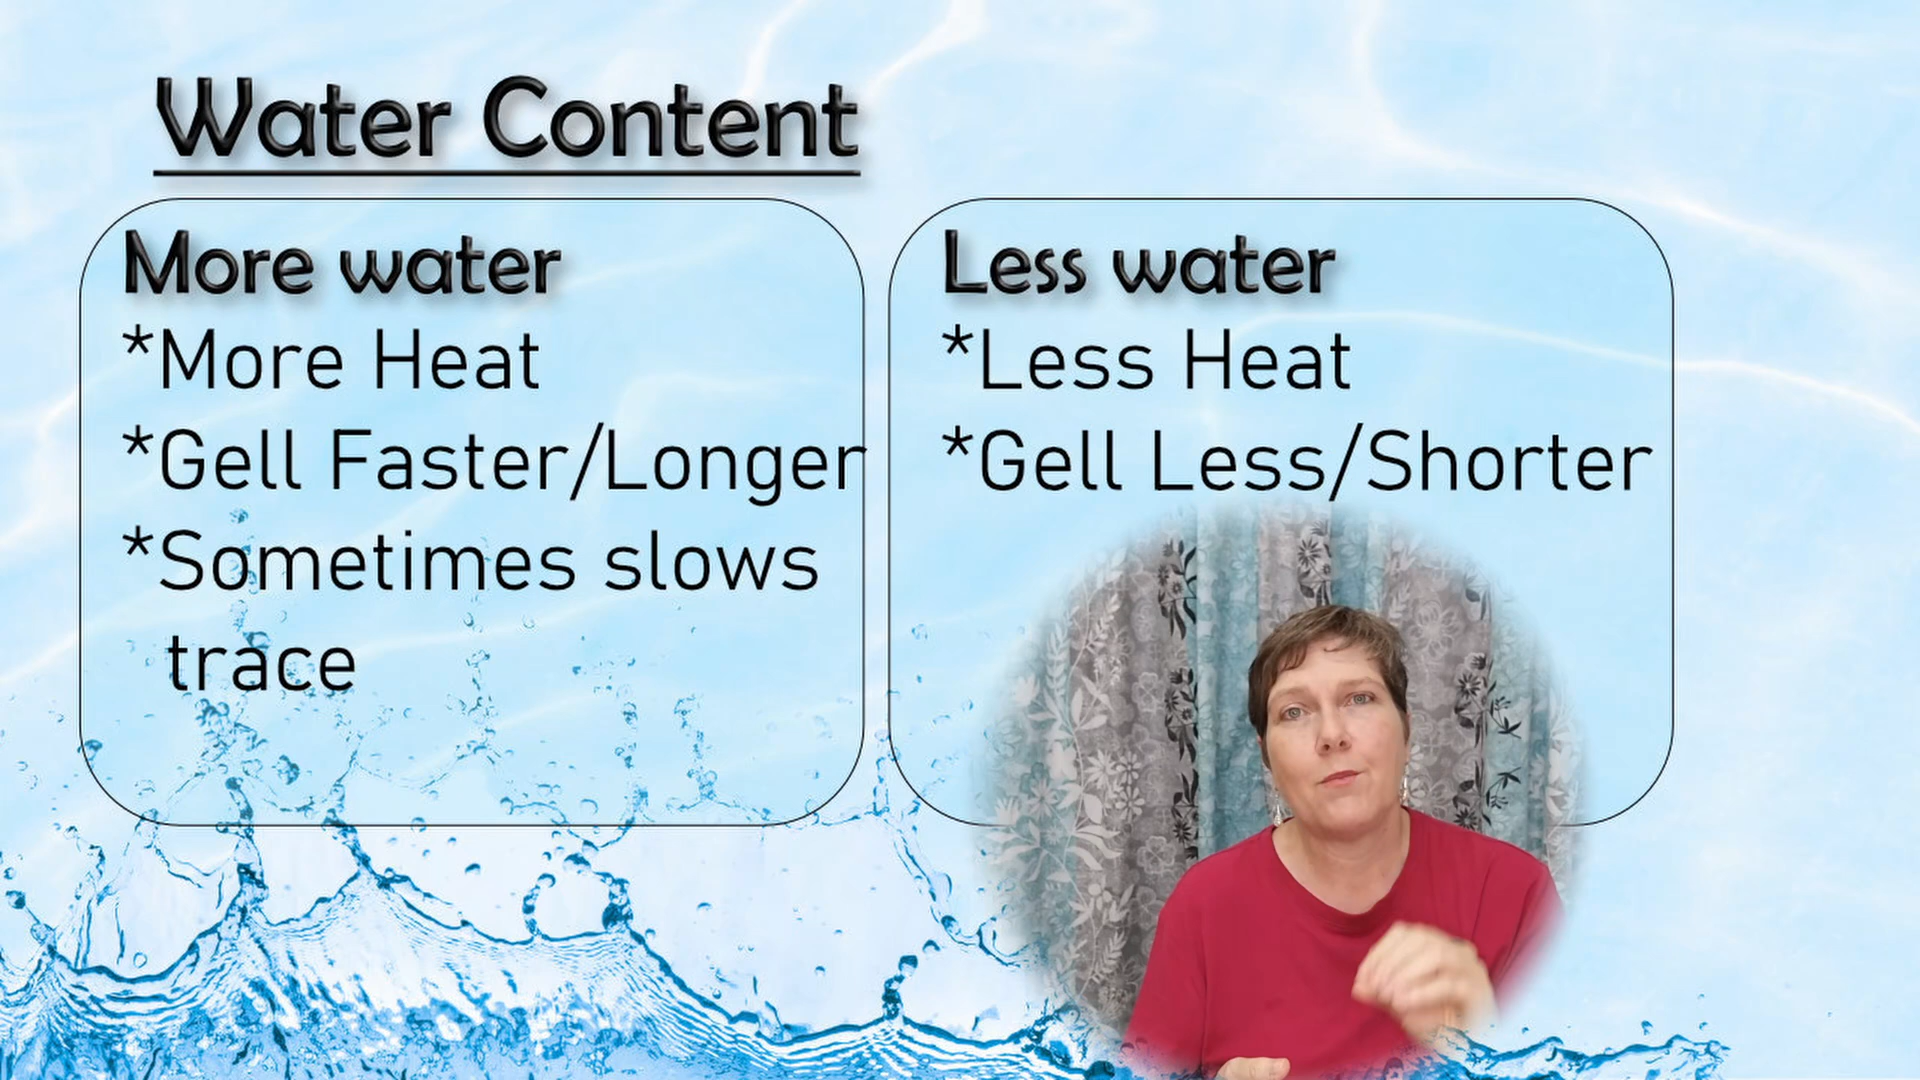 Water Content
More water
*More Heat
*Gell Faster/Longer
*Sometimes slows
trace
Less water
*Less Heat
*Gell Less/Shorter